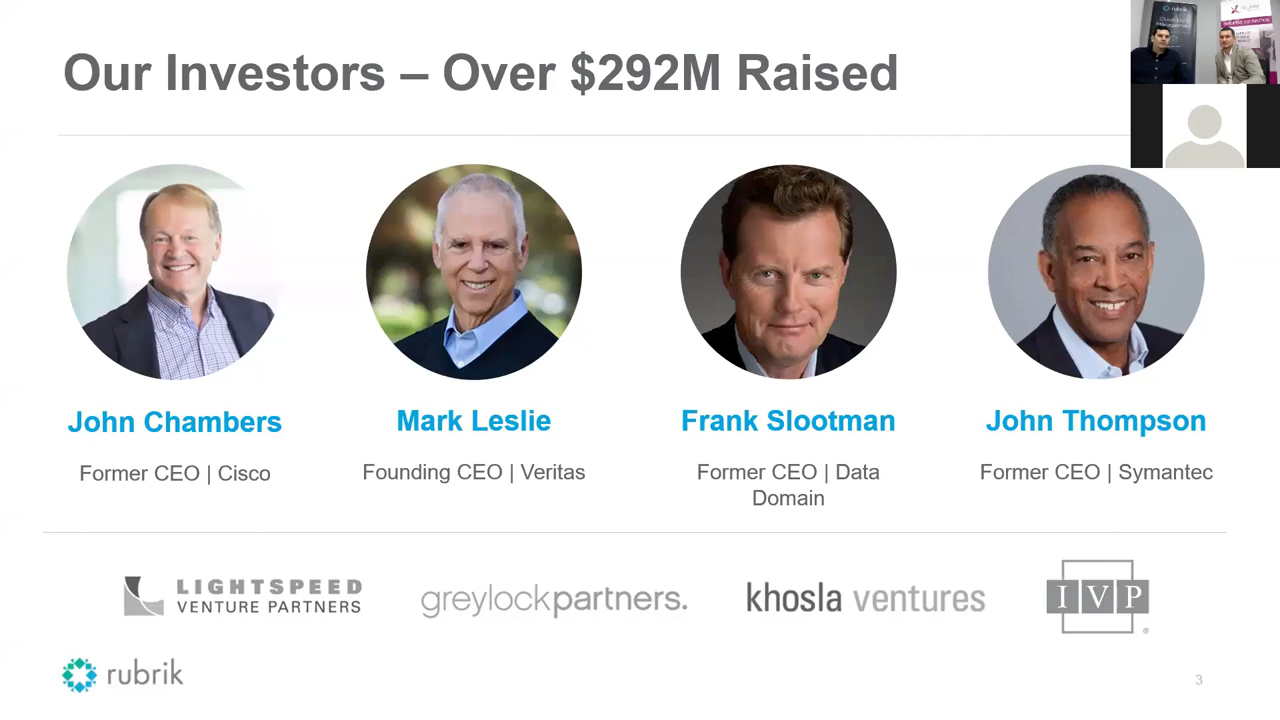 Our Investors – Over $292M Raised
rubrik
John Chambers
Mark Leslie
Frank Slootman
John Thompson
Former CEO | Cisco
Founding CEO | Veritas
Former CEO | Data
Domain
Former CEO | Symantec
LIGHTSPEED
VENTURE PARTNERS
greylockpartners.
khosla ventures
IVP
®
rubrik
3